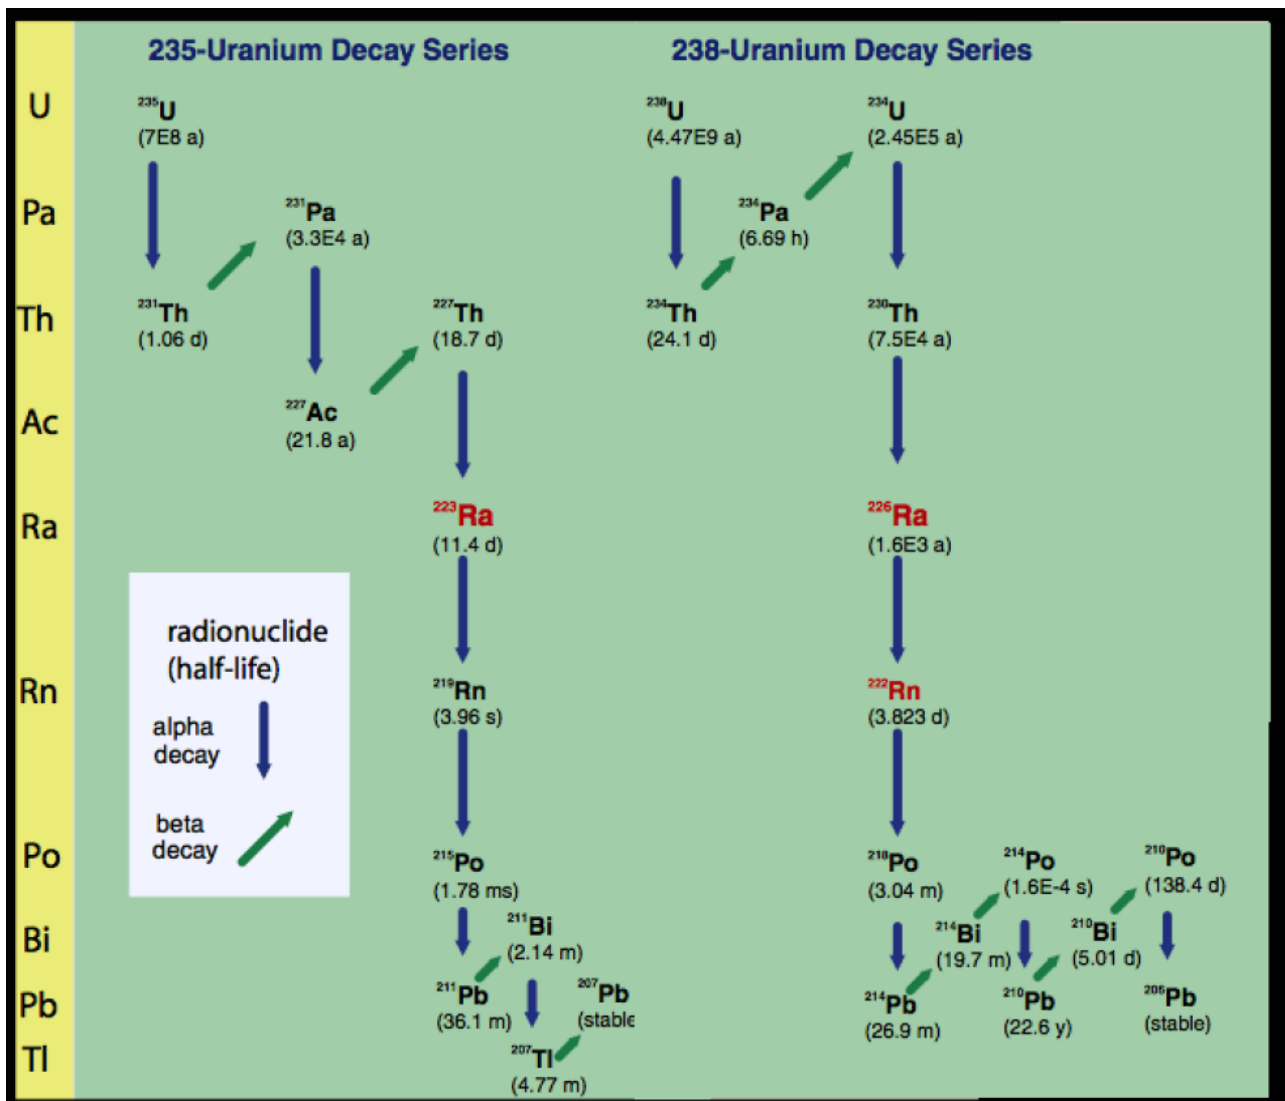 235-Uranium Decay Series
238-Uranium Decay Series
U
Pa
Th
Ac
Ra
Rn
Po
Bi
Pb
Tl
235U
(7E8 a)
231Pa
(3.3E4 a)
231Th
(1.06 d)
227Th
(18.7 d)
227Ac
(21.8 a)
223Ra
(11.4 d)
219Rn
(3.96 s)
215Po
(1.78 ms)
211Bi
(2.14 m)
211Pb
(36.1 m)
207Pb
(stable
207Tl
(4.77 m)
238U
(4.47E9 a)
234U
(2.45E5 a)
234Pa
(6.69 h)
234Th
(24.1 d)
230Th
(7.5E4 a)
226Ra
(1.6E3 a)
222Rn
(3.823 d)
218Po
(3.04 m)
214Po
(1.6E-4 s)
210Po
(138.4 d)
214Bi
(19.7 m)
210Bi
(5.01 d)
214Pb
(26.9 m)
210Pb
(22.6 y)
206Pb
(stable)
radionuclide
(half-life)
alpha
decay
beta
decay